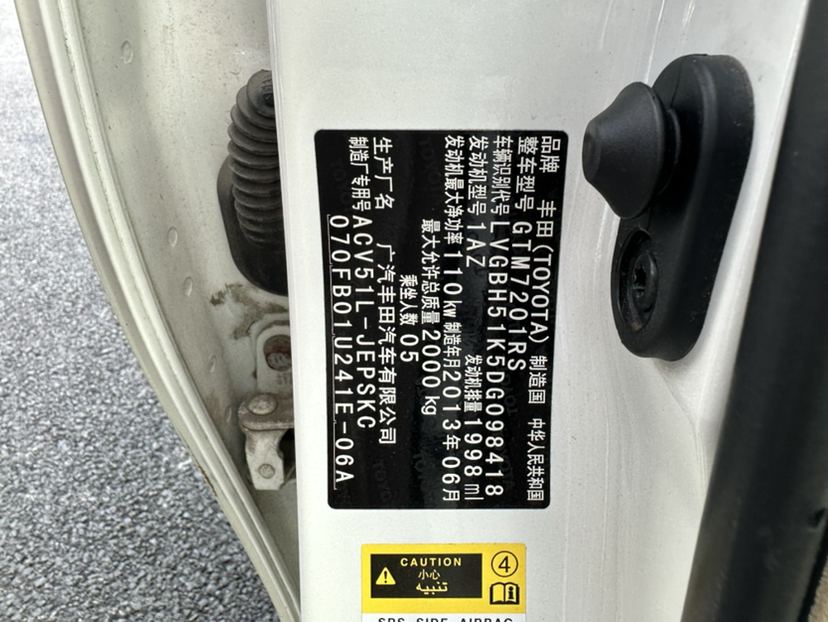 品牌 丰田(TOYOTA) 制造国 中华人民共和国
整车型号 GTM7201RS
车辆识别代号 LVGBH51K5DG098418
发动机型号 1AZ 发动机排量 1998 ml
发动机最大净功率 110 kw 制造年月 2013年06月
最大允许总质量 2000 kg
乘坐人数 05
生产厂名 广汽丰田汽车有限公司
制造厂专用号 ACV51L-JEPSKC
070FB01U241E-06A
CAUTION
小心
تنبيه
4
SRS SIDE AIRBAG